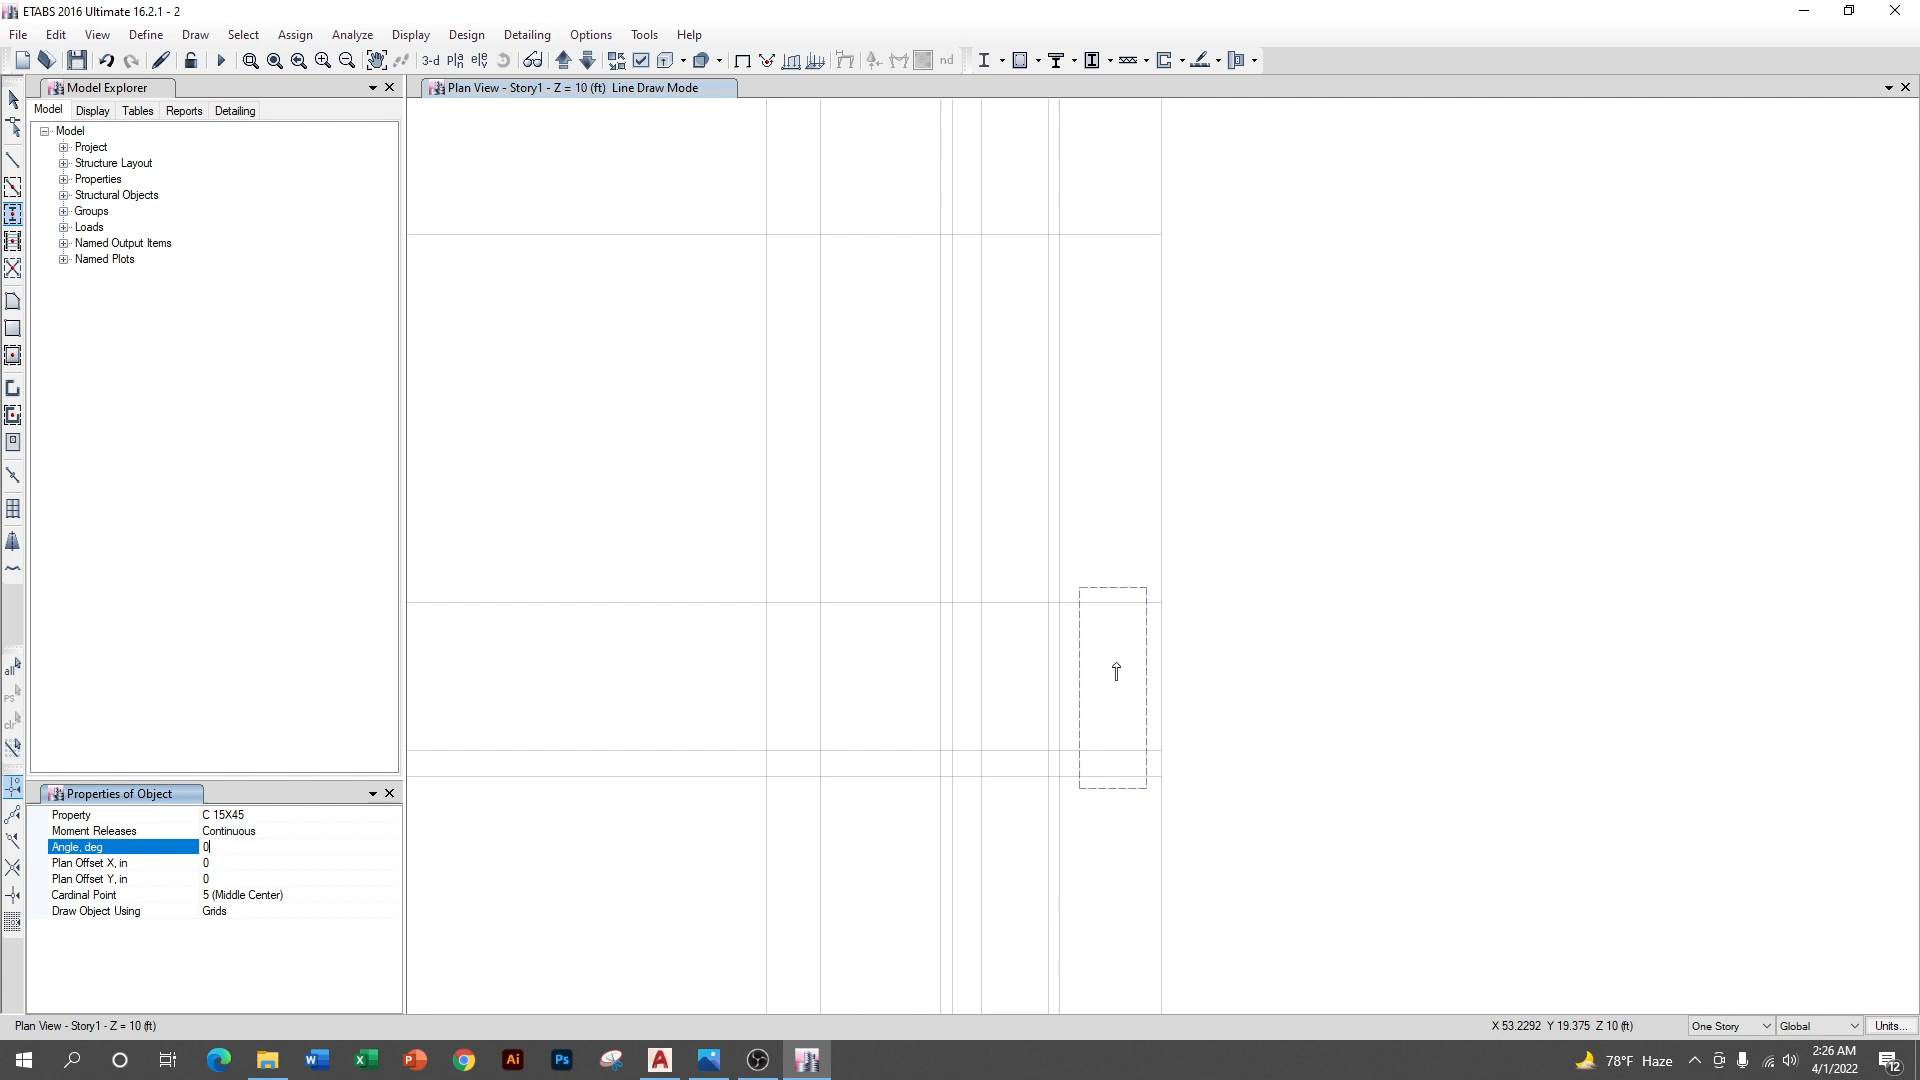 ETABS 2016 Ultimate 16.2.1 - 2
File Edit View Define Draw Select Assign Analyze Display Design Detailing Options Tools Help
3-d nd
Model Explorer
Plan View - Story1 - Z = 10 (ft) Line Draw Mode
Model Display Tables Reports Detailing
Model
Project
Structure Layout
Properties
Structural Objects
Groups
Loads
Named Output Items
Named Plots
all
ps
clr
Properties of Object
Property C 15X45
Moment Releases Continuous
Angle, deg 0
Plan Offset X, in 0
Plan Offset Y, in 0
Cardinal Point 5 (Middle Center)
Draw Object Using Grids
Plan View - Story1 - Z = 10 (ft)
X 53.2292 Y 19.375 Z 10 (ft)
One Story
Global
Units...
78°F Haze
2:26 AM
4/1/2022
12